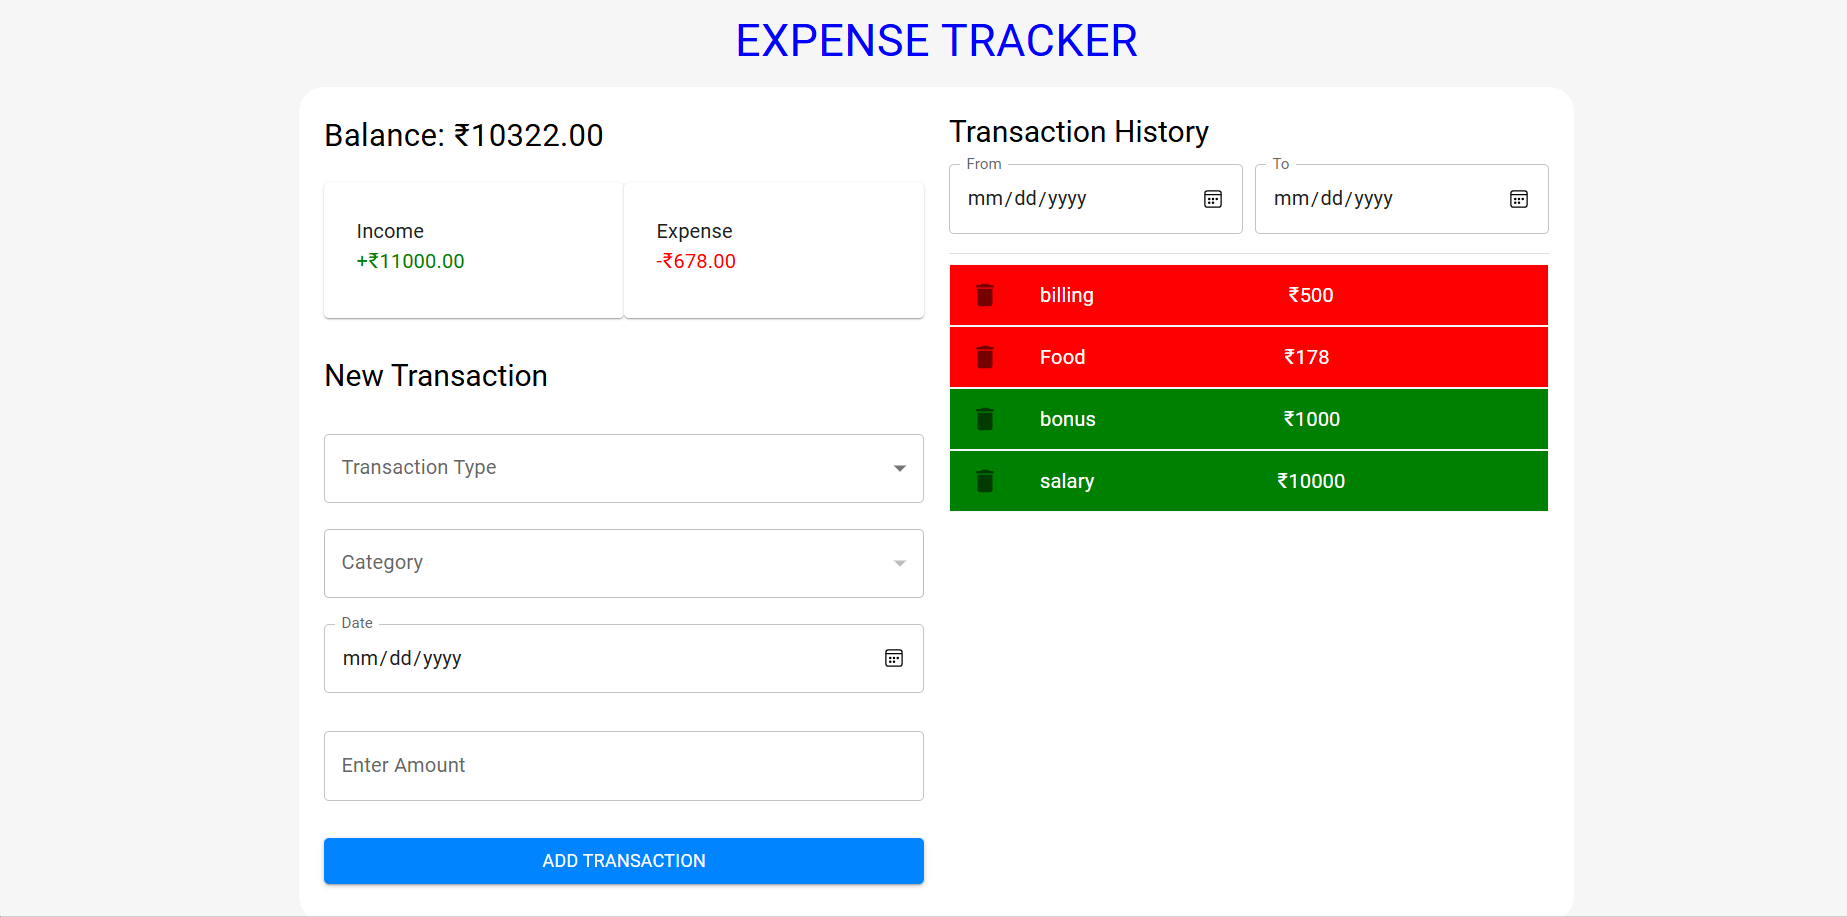 EXPENSE TRACKER
Balance: ₹10322.00
Income
+₹11000.00
Expense
-₹678.00
New Transaction
Transaction Type
Category
Date
mm/dd/yyyy
Enter Amount
ADD TRANSACTION
Transaction History
From
mm/dd/yyyy
To
mm/dd/yyyy
billing ₹500
Food ₹178
bonus ₹1000
salary ₹10000